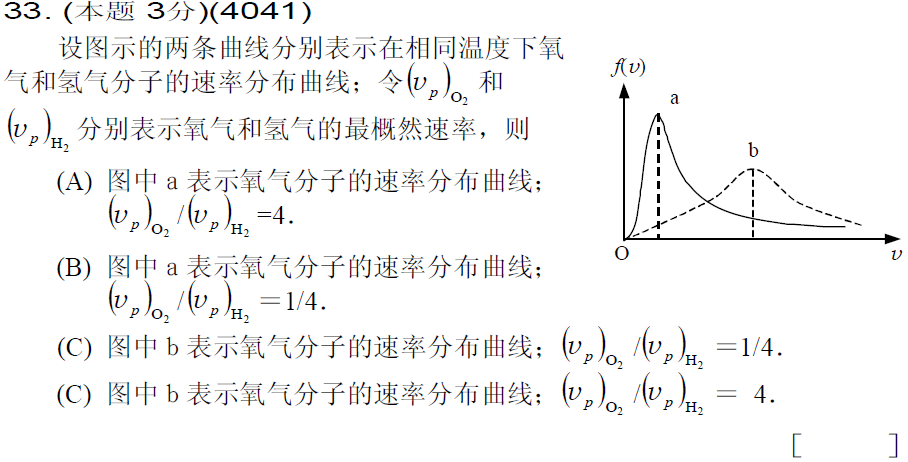 33. (本题 3分)(4041)
设图示的两条曲线分别表示在相同温度下氧
气和氢气分子的速率分布曲线；令(v_p)_{O_2} 和
(v_p)_{H_2} 分别表示氧气和氢气的最概然速率，则
(A) 图中 a 表示氧气分子的速率分布曲线；
(v_p)_{O_2} /(v_p)_{H_2} =4．
(B) 图中 a 表示氧气分子的速率分布曲线；
(v_p)_{O_2} /(v_p)_{H_2} ＝1/4．
(C) 图中 b 表示氧气分子的速率分布曲线；(v_p)_{O_2} /(v_p)_{H_2} ＝1/4．
(C) 图中 b 表示氧气分子的速率分布曲线；(v_p)_{O_2} /(v_p)_{H_2} ＝ 4．
[ ]
f(v)
a
b
O
v